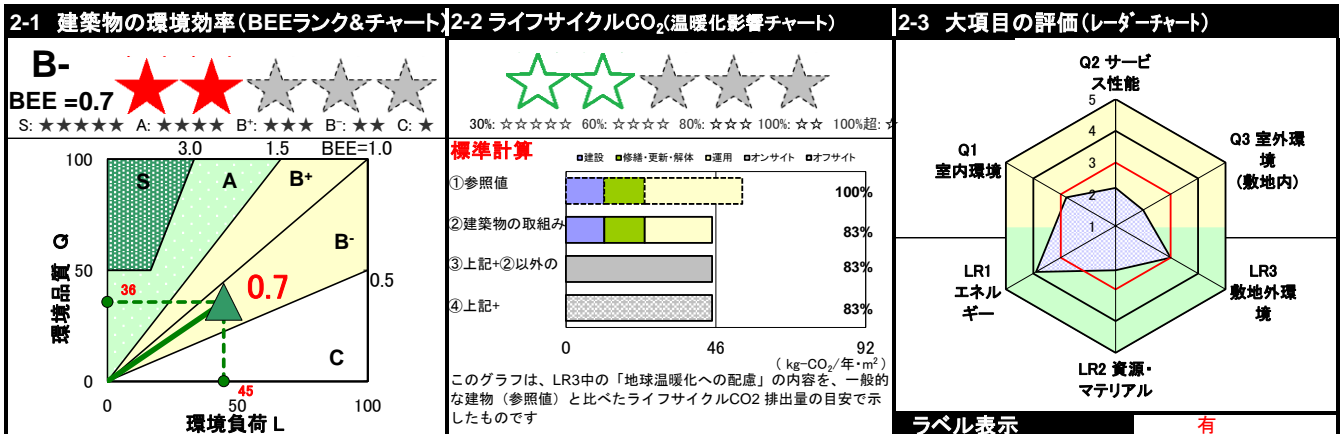 2-1 建築物の環境効率(BEEランク&チャート)
B-
BEE =0.7
S: ★★★★★ A: ★★★★ B⁺: ★★★ B⁻: ★★ C: ★
3.0 1.5 BEE=1.0
100
S
A
B⁺
B⁻
50
36
0.7
0.5
環境品質 Q
C
0
45
0 50 100
環境負荷 L
2-2 ライフサイクルCO₂(温暖化影響チャート)
30%: ☆☆☆☆☆ 60%: ☆☆☆☆ 80%: ☆☆☆ 100%: ☆☆ 100%超: ☆
標準計算
■建設 ■修繕・更新・解体 □運用 ■オンサイト ■オフサイト
①参照値 100%
②建築物の取組み 83%
③上記+②以外の 83%
④上記+ 83%
0 46 92
( kg-CO₂/年・m² )
このグラフは、LR3中の「地球温暖化への配慮」の内容を、一般的
な建物(参照値)と比べたライフサイクルCO2 排出量の目安で示
したものです
2-3 大項目の評価(レーダーチャート)
Q2 サービ
ス性能
5
4
3
2
1
Q1
室内環境
Q3 室外環
境
(敷地内)
LR1
エネル
ギー
LR3
敷地外環
境
LR2 資源・
マテリアル
ラベル表示 有